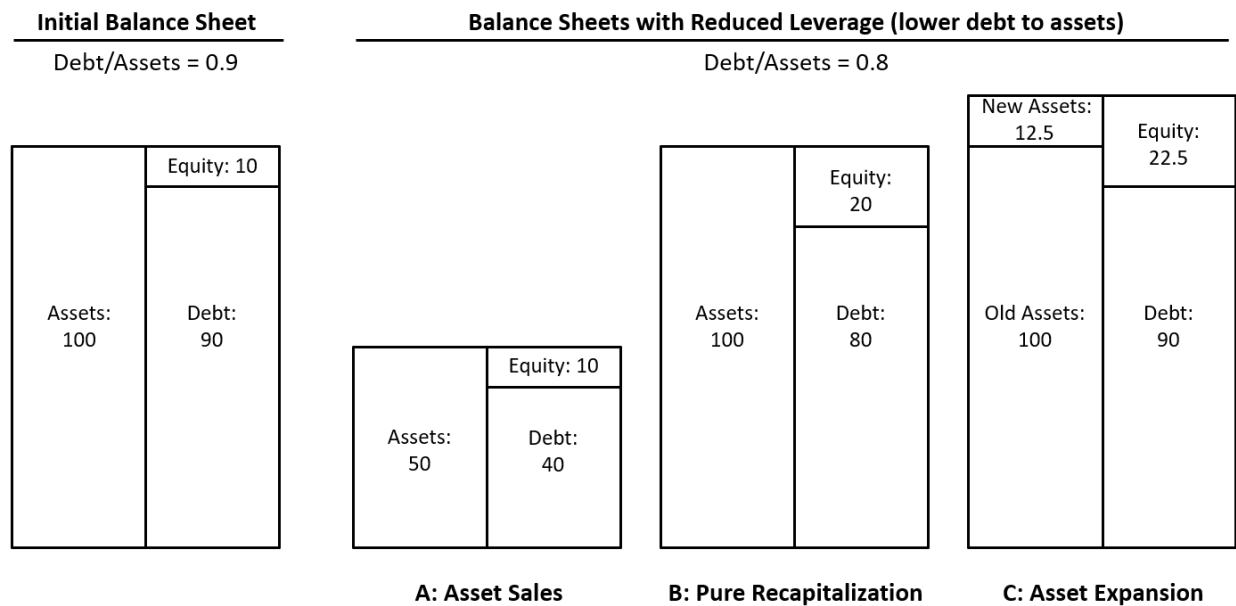 Initial Balance Sheet
Debt/Assets = 0.9
Equity: 10
Assets:
100
Debt:
90
Balance Sheets with Reduced Leverage (lower debt to assets)
Debt/Assets = 0.8
Equity: 10
Assets:
50
Debt:
40
A: Asset Sales
Equity:
20
Assets:
100
Debt:
80
B: Pure Recapitalization
New Assets:
12.5
Equity:
22.5
Old Assets:
100
Debt:
90
C: Asset Expansion